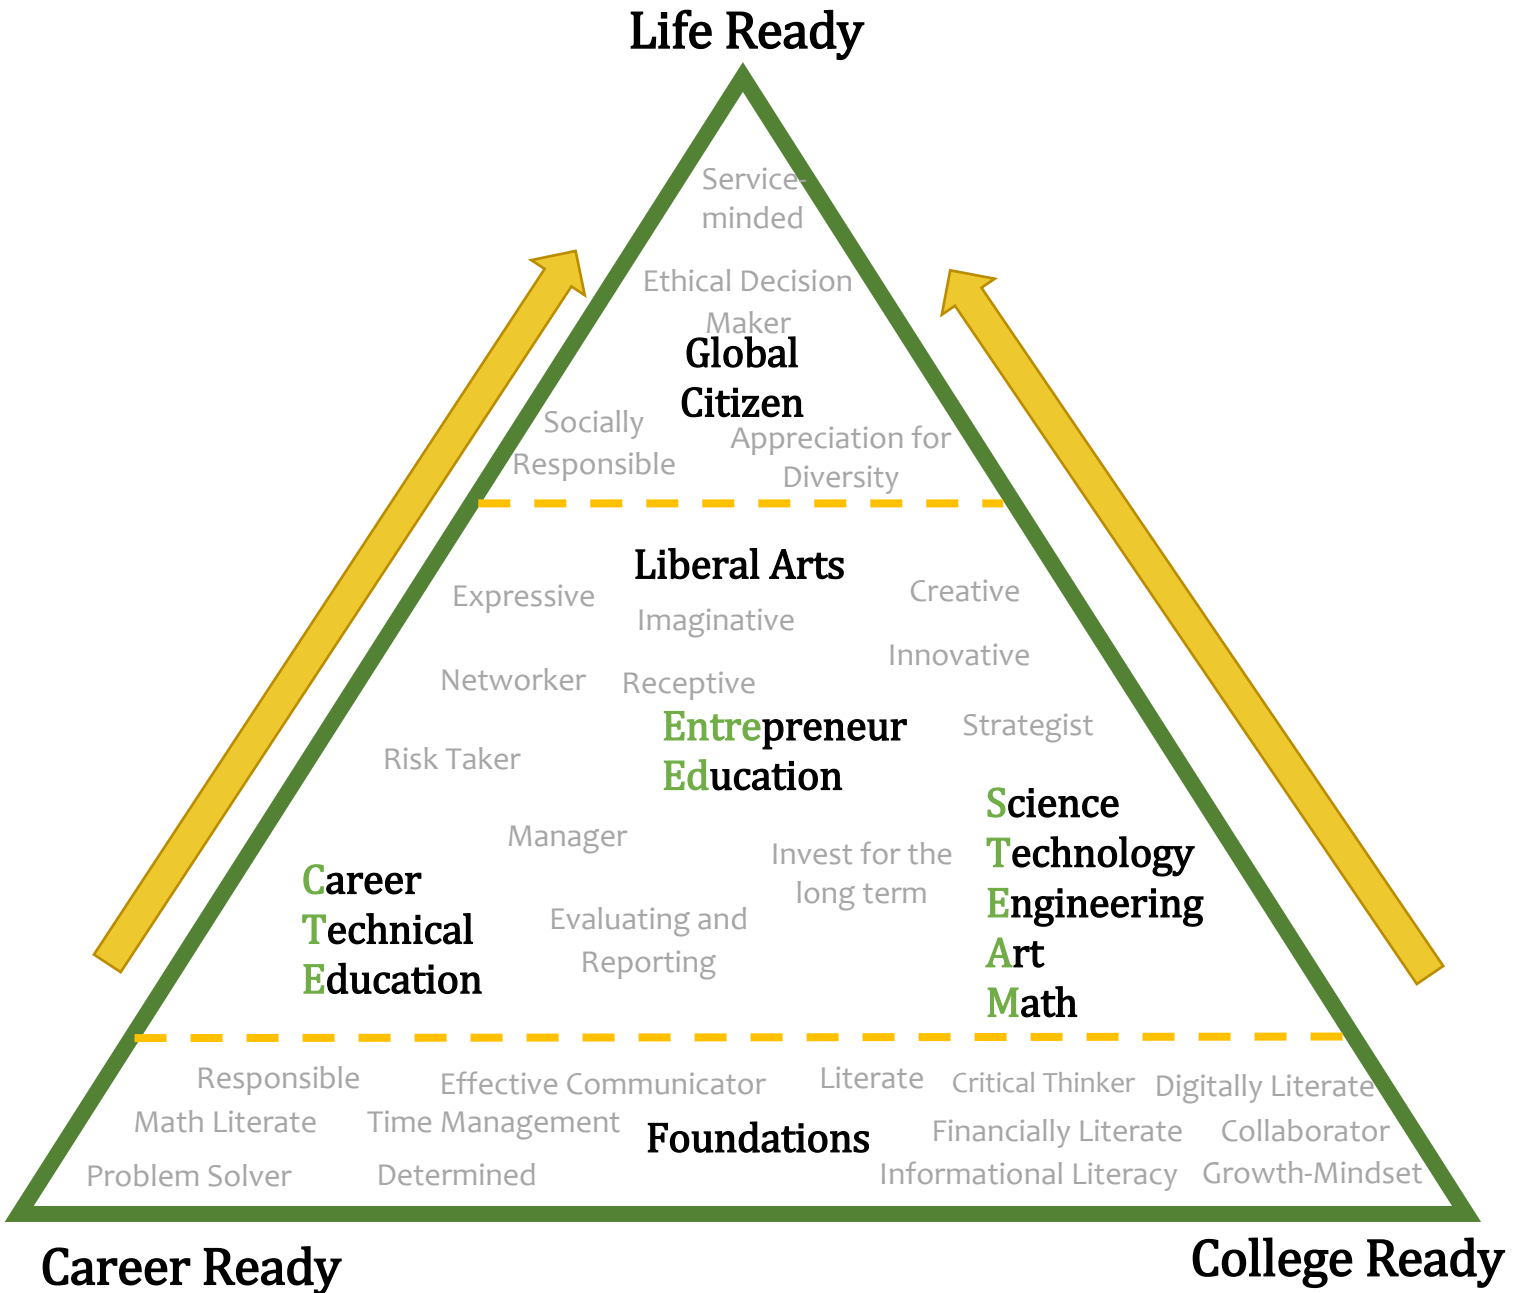 Life Ready
Service-
minded
Ethical Decision
Maker
Global
Citizen
Socially
Responsible
Appreciation for
Diversity
Liberal Arts
Expressive
Imaginative
Creative
Innovative
Networker
Receptive
Entrepreneur
Education
Strategist
Risk Taker
Manager
Invest for the
long term
Science
Technology
Engineering
Art
Math
Career
Technical
Education
Evaluating and
Reporting
Responsible
Effective Communicator
Literate
Critical Thinker
Digitally Literate
Math Literate
Time Management
Foundations
Financially Literate
Collaborator
Problem Solver
Determined
Informational Literacy
Growth-Mindset
Career Ready
College Ready